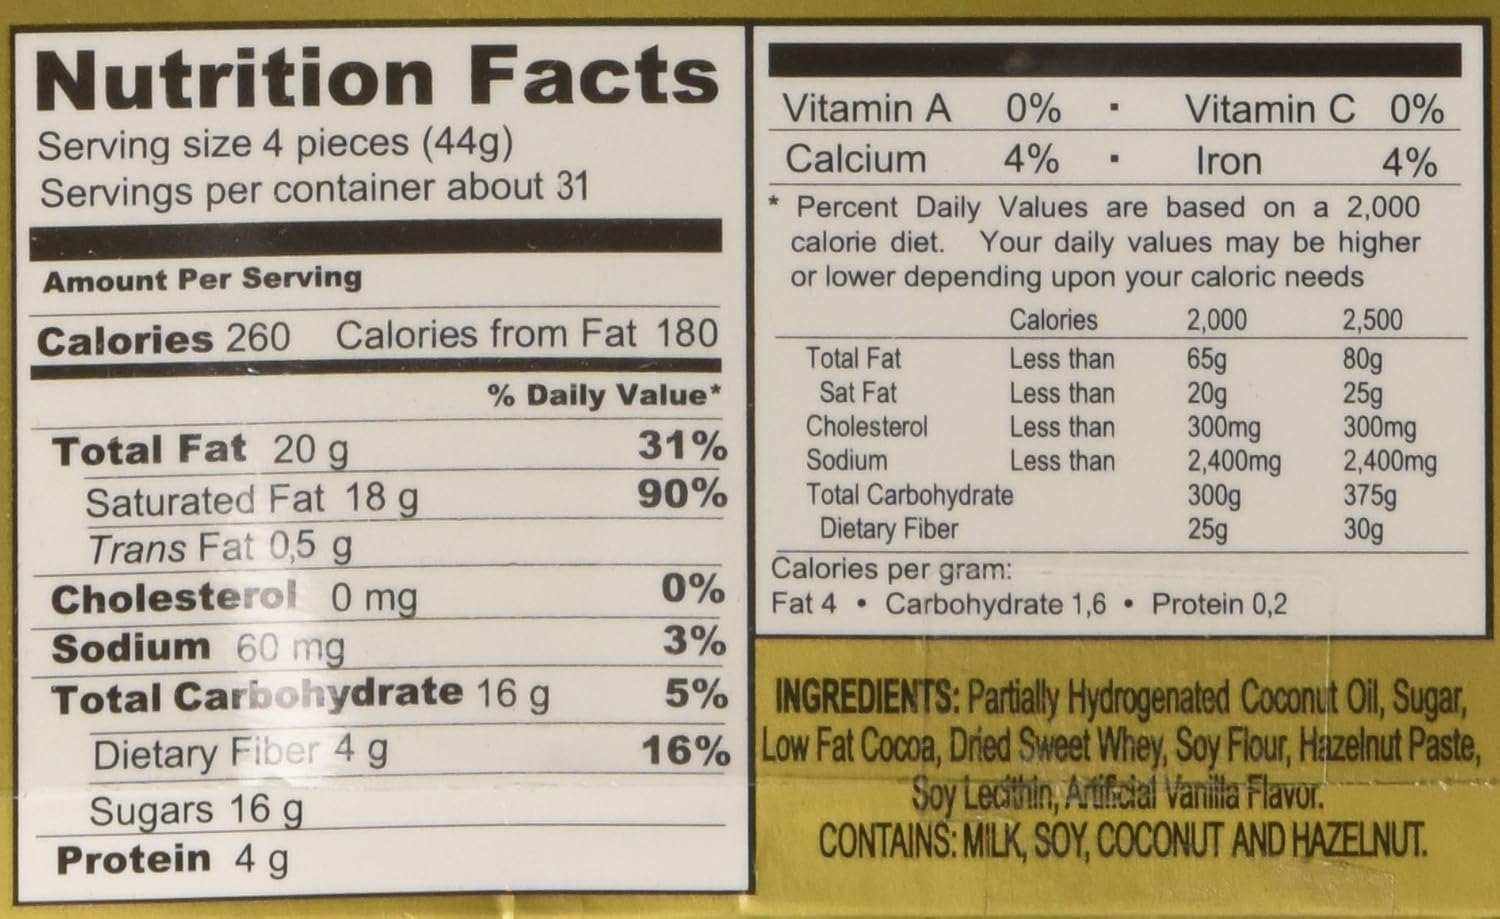 Nutrition Facts
Serving size 4 pieces (44g)
Servings per container about 31
Amount Per Serving
Calories 260 Calories from Fat 180
% Daily Value*
Total Fat 20 g 31%
Saturated Fat 18 g 90%
Trans Fat 0,5 g
Cholesterol 0 mg 0%
Sodium 60 mg 3%
Total Carbohydrate 16 g 5%
Dietary Fiber 4 g 16%
Sugars 16 g
Protein 4 g
Vitamin A 0% ▪ Vitamin C 0%
Calcium 4% ▪ Iron 4%
* Percent Daily Values are based on a 2,000
calorie diet. Your daily values may be higher
or lower depending upon your caloric needs
Calories 2,000 2,500
Total Fat Less than 65g 80g
Sat Fat Less than 20g 25g
Cholesterol Less than 300mg 300mg
Sodium Less than 2,400mg 2,400mg
Total Carbohydrate 300g 375g
Dietary Fiber 25g 30g
Calories per gram:
Fat 4 • Carbohydrate 1,6 • Protein 0,2
INGREDIENTS: Partially Hydrogenated Coconut Oil, Sugar,
Low Fat Cocoa, Dried Sweet Whey, Soy Flour, Hazelnut Paste,
Soy Lecithin, Artificial Vanilla Flavor.
CONTAINS: MILK, SOY, COCONUT AND HAZELNUT.